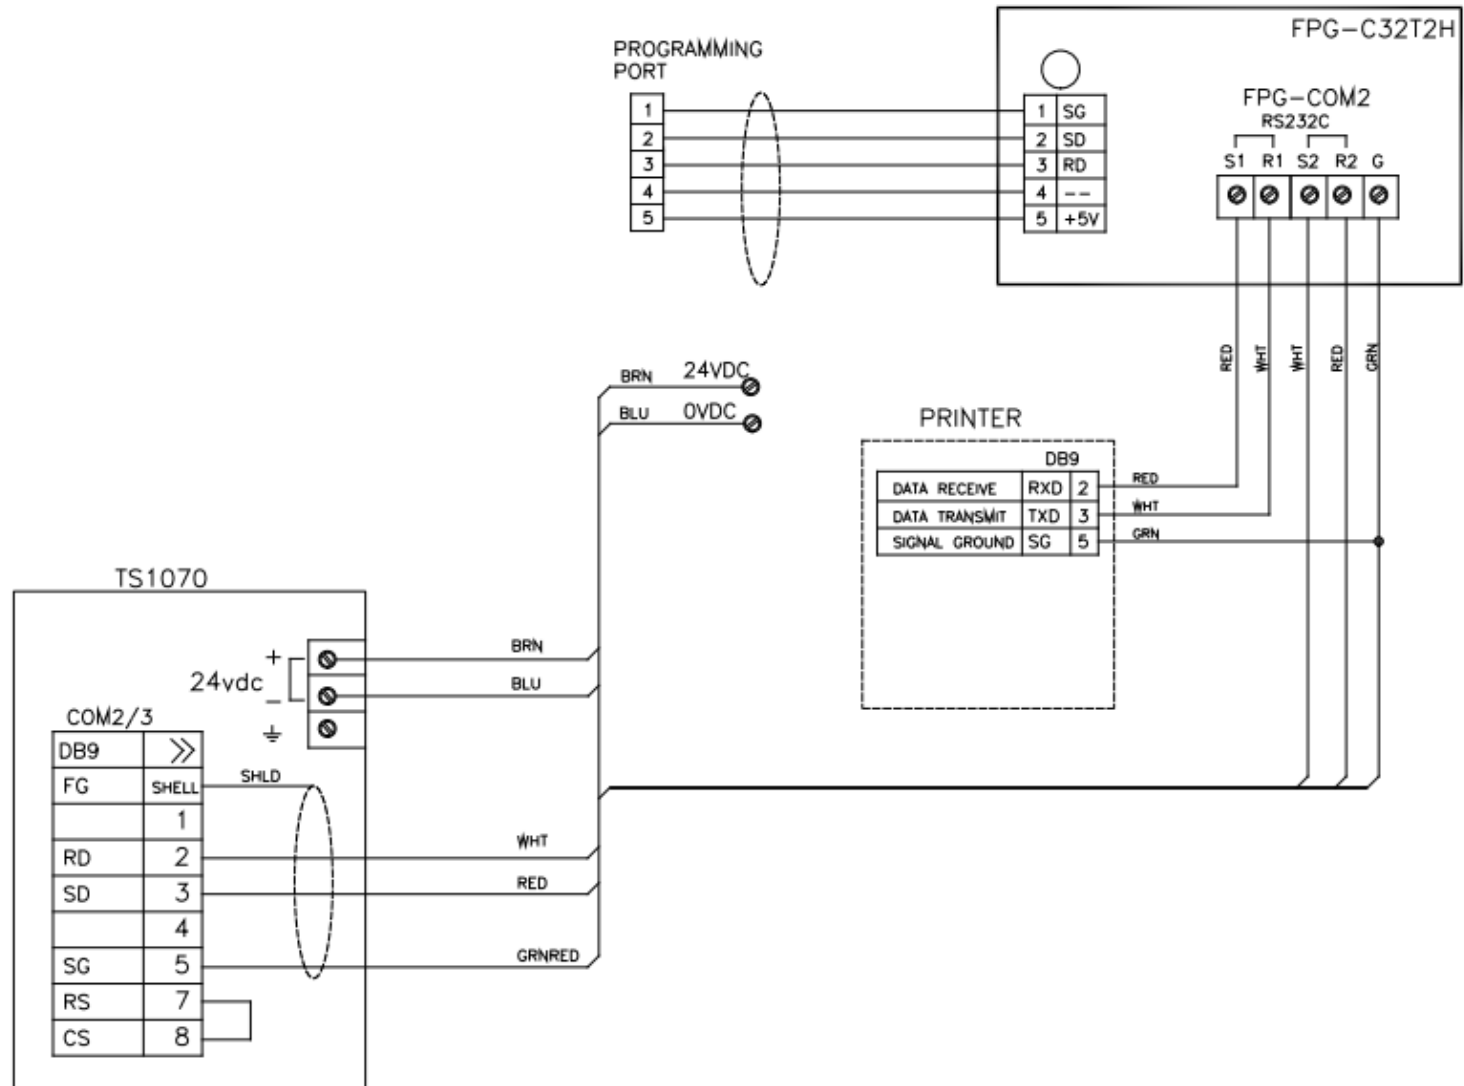 FPG-C32T2H
PROGRAMMING
PORT
1
2
3
4
5
1 SG
2 SD
3 RD
4 --
5 +5V
FPG-COM2
RS232C
S1 R1 S2 R2 G
RED WHT WHT RED GRN
BRN 24VDC
BLU 0VDC
PRINTER
DB9
DATA RECEIVE RXD 2 RED
DATA TRANSMIT TXD 3 WHT
SIGNAL GROUND SG 5 GRN
TS1070
+ BRN
24vdc
- BLU
COM2/3
DB9
FG SHELL SHLD
1
RD 2 WHT
SD 3 RED
4
SG 5 GRNRED
RS 7
CS 8